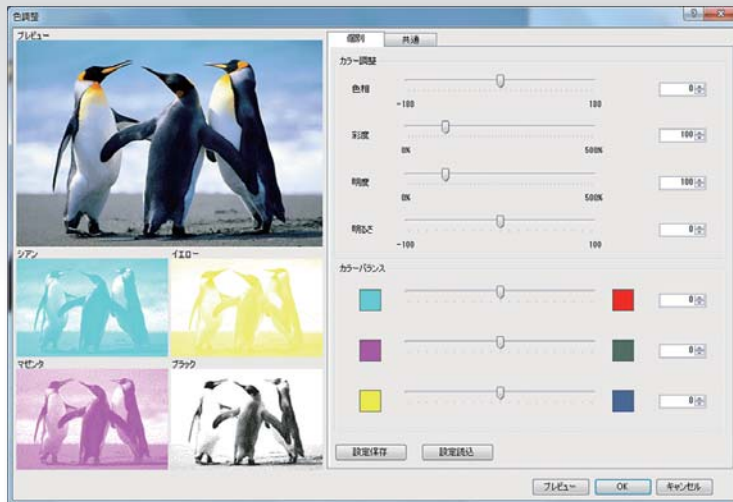 色調整
プレビュー
シアン
イエロー
マゼンタ
ブラック
個別 共通
カラー調整
色相 0
-180 180
彩度 100
0% 500%
明度 100
0% 500%
明るさ 0
-100 100
カラーバランス
0
0
0
設定保存 設定読込
プレビュー OK キャンセル